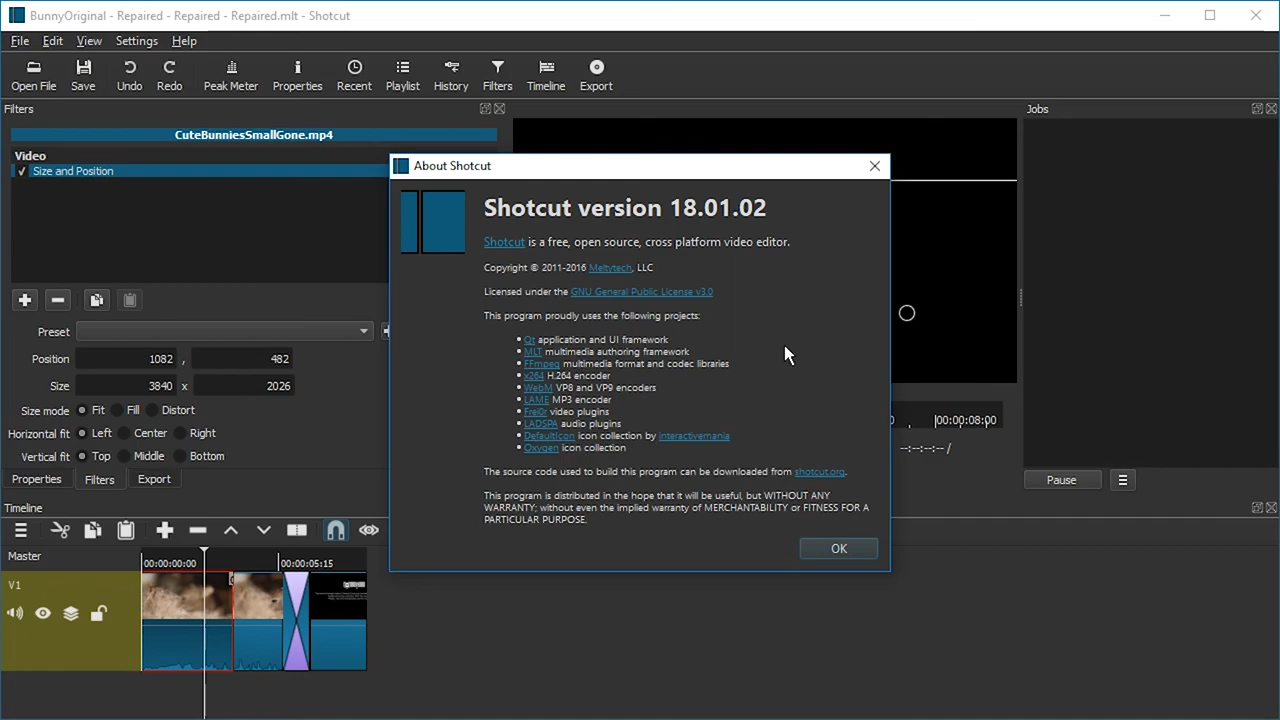 BunnyOriginal - Repaired - Repaired - Repaired.mlt - Shotcut
File Edit View Settings Help
Open File Save Undo Redo Peak Meter Properties Recent Playlist History Filters Timeline Export
Filters
Jobs
CuteBunniesSmallGone.mp4
Video
Size and Position
About Shotcut
Shotcut version 18.01.02
Shotcut is a free, open source, cross platform video editor.
Copyright © 2011-2016 Meltytech, LLC
Licensed under the GNU General Public License v3.0
This program proudly uses the following projects:
Qt application and UI framework
MLT multimedia authoring framework
FFmpeg multimedia format and codec libraries
x264 H.264 encoder
WebM VP8 and VP9 encoders
LAME MP3 encoder
Frei0r video plugins
LADSPA audio plugins
DefaultIcon icon collection by interactivemania
Oxygen icon collection
The source code used to build this program can be downloaded from shotcut.org.
This program is distributed in the hope that it will be useful, but WITHOUT ANY
WARRANTY; without even the implied warranty of MERCHANTABILITY or FITNESS FOR A
PARTICULAR PURPOSE.
OK
Preset
Position 1082 , 482
Size 3840 x 2026
Size mode Fit Fill Distort
Horizontal fit Left Center Right
Vertical fit Top Middle Bottom
Properties Filters Export
0 00:00:08:00
--:--:--:-- /
Pause
Timeline
Master
00:00:00:00 00:00:05:15
V1